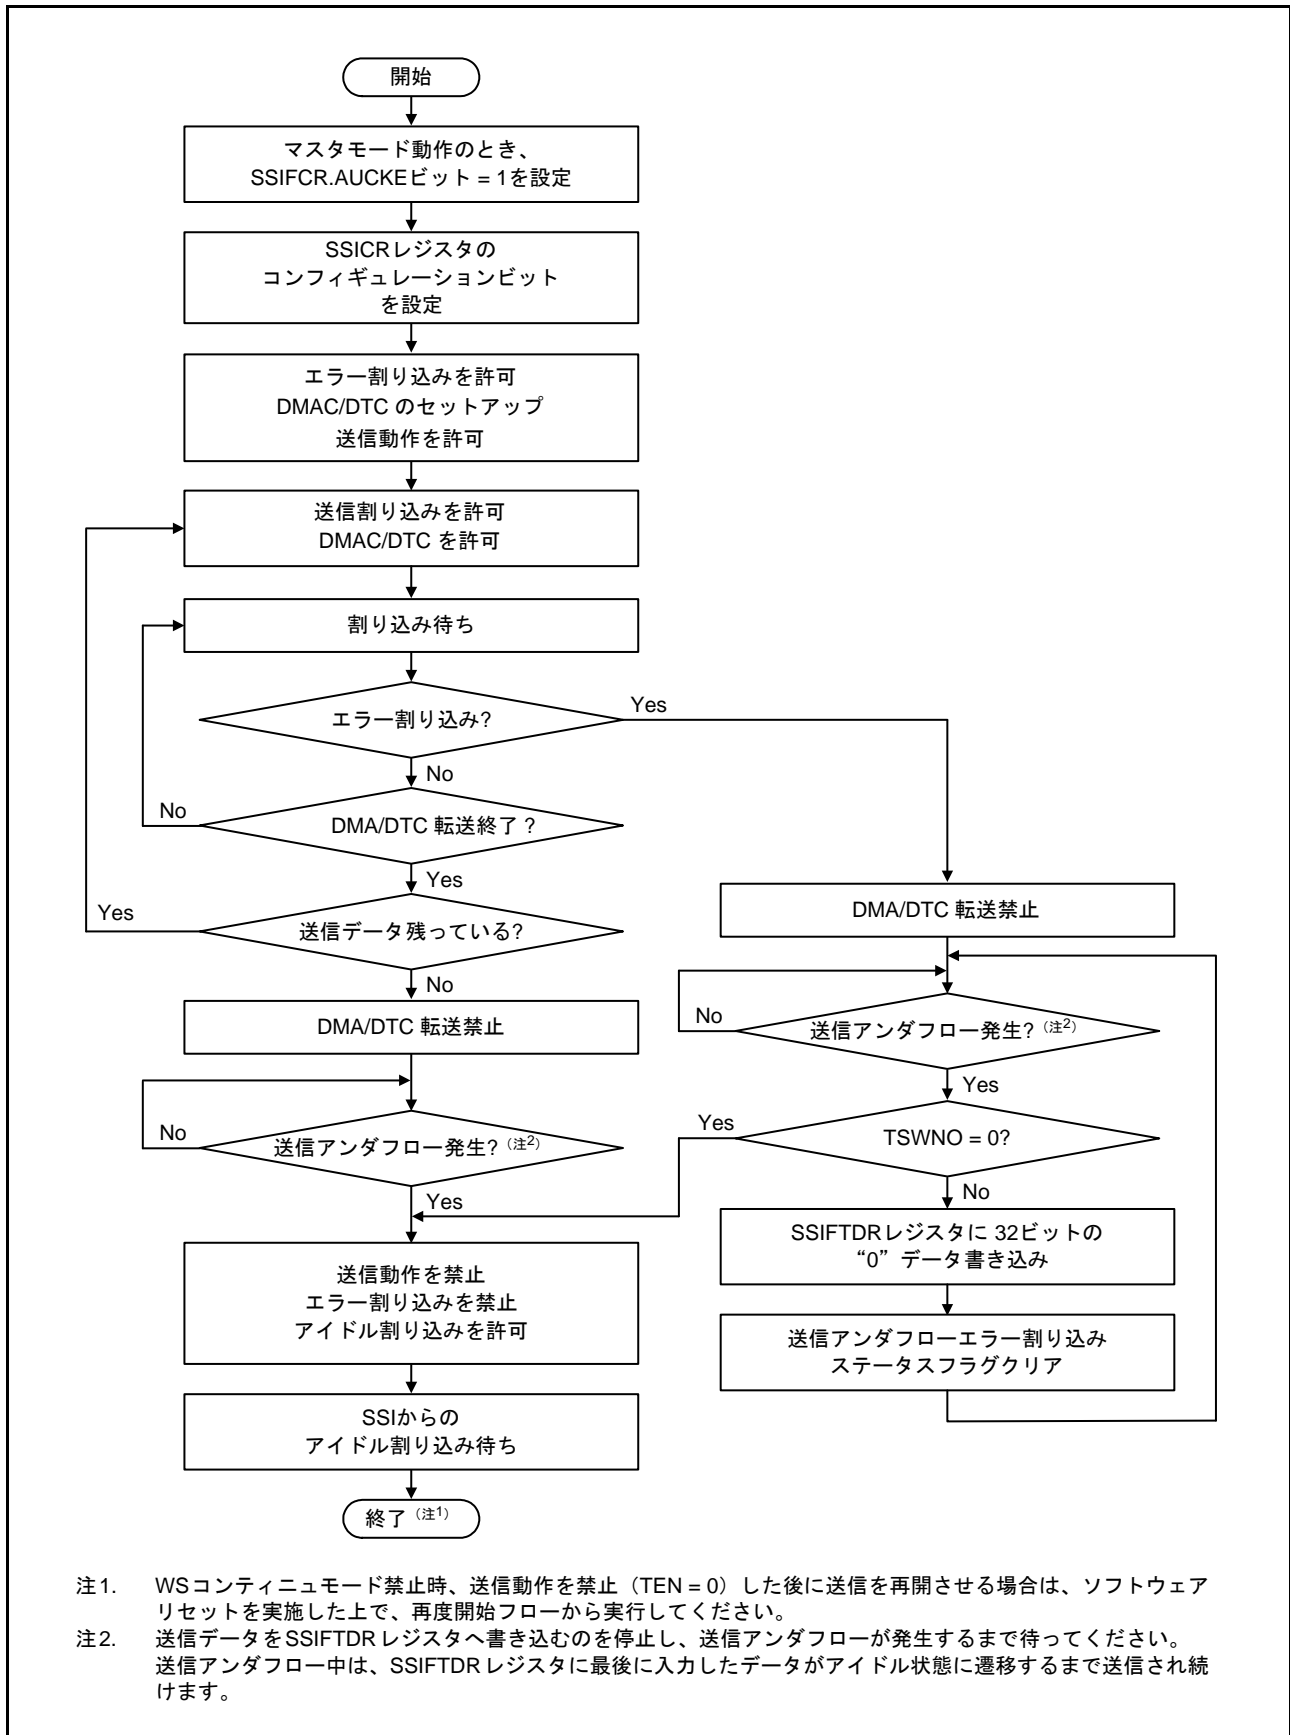 開始
マスタモード動作のとき、
SSIFCR.AUCKEビット = 1を設定
SSICRレジスタの
コンフィギュレーションビット
を設定
エラー割り込みを許可
DMAC/DTC のセットアップ
送信動作を許可
送信割り込みを許可
DMAC/DTC を許可
割り込み待ち
エラー割り込み?
Yes
No
DMA/DTC 転送終了 ?
No
Yes
送信データ残っている?
Yes
No
DMA/DTC 転送禁止
送信アンダフロー発生? (注2)
No
Yes
DMA/DTC 転送禁止
送信アンダフロー発生? (注2)
No
Yes
TSWNO = 0?
Yes
No
SSIFTDRレジスタに 32ビットの
“0” データ書き込み
送信アンダフローエラー割り込み
ステータスフラグクリア
送信動作を禁止
エラー割り込みを禁止
アイドル割り込みを許可
SSIからの
アイドル割り込み待ち
終了 (注1)
注1. WSコンティニュモード禁止時、送信動作を禁止（TEN = 0）した後に送信を再開させる場合は、ソフトウェア
リセットを実施した上で、再度開始フローから実行してください。
注2. 送信データをSSIFTDRレジスタへ書き込むのを停止し、送信アンダフローが発生するまで待ってください。
送信アンダフロー中は、SSIFTDRレジスタに最後に入力したデータがアイドル状態に遷移するまで送信され続
けます。